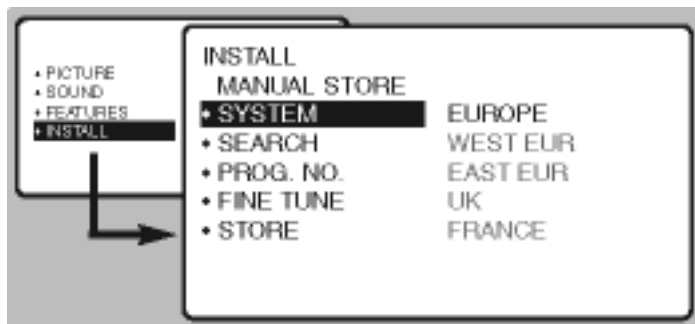 • PICTURE
• SOUND
• FEATURES
• INSTALL
INSTALL
MANUAL STORE
• SYSTEM EUROPE
• SEARCH WEST EUR
• PROG. NO. EAST EUR
• FINE TUNE UK
• STORE FRANCE